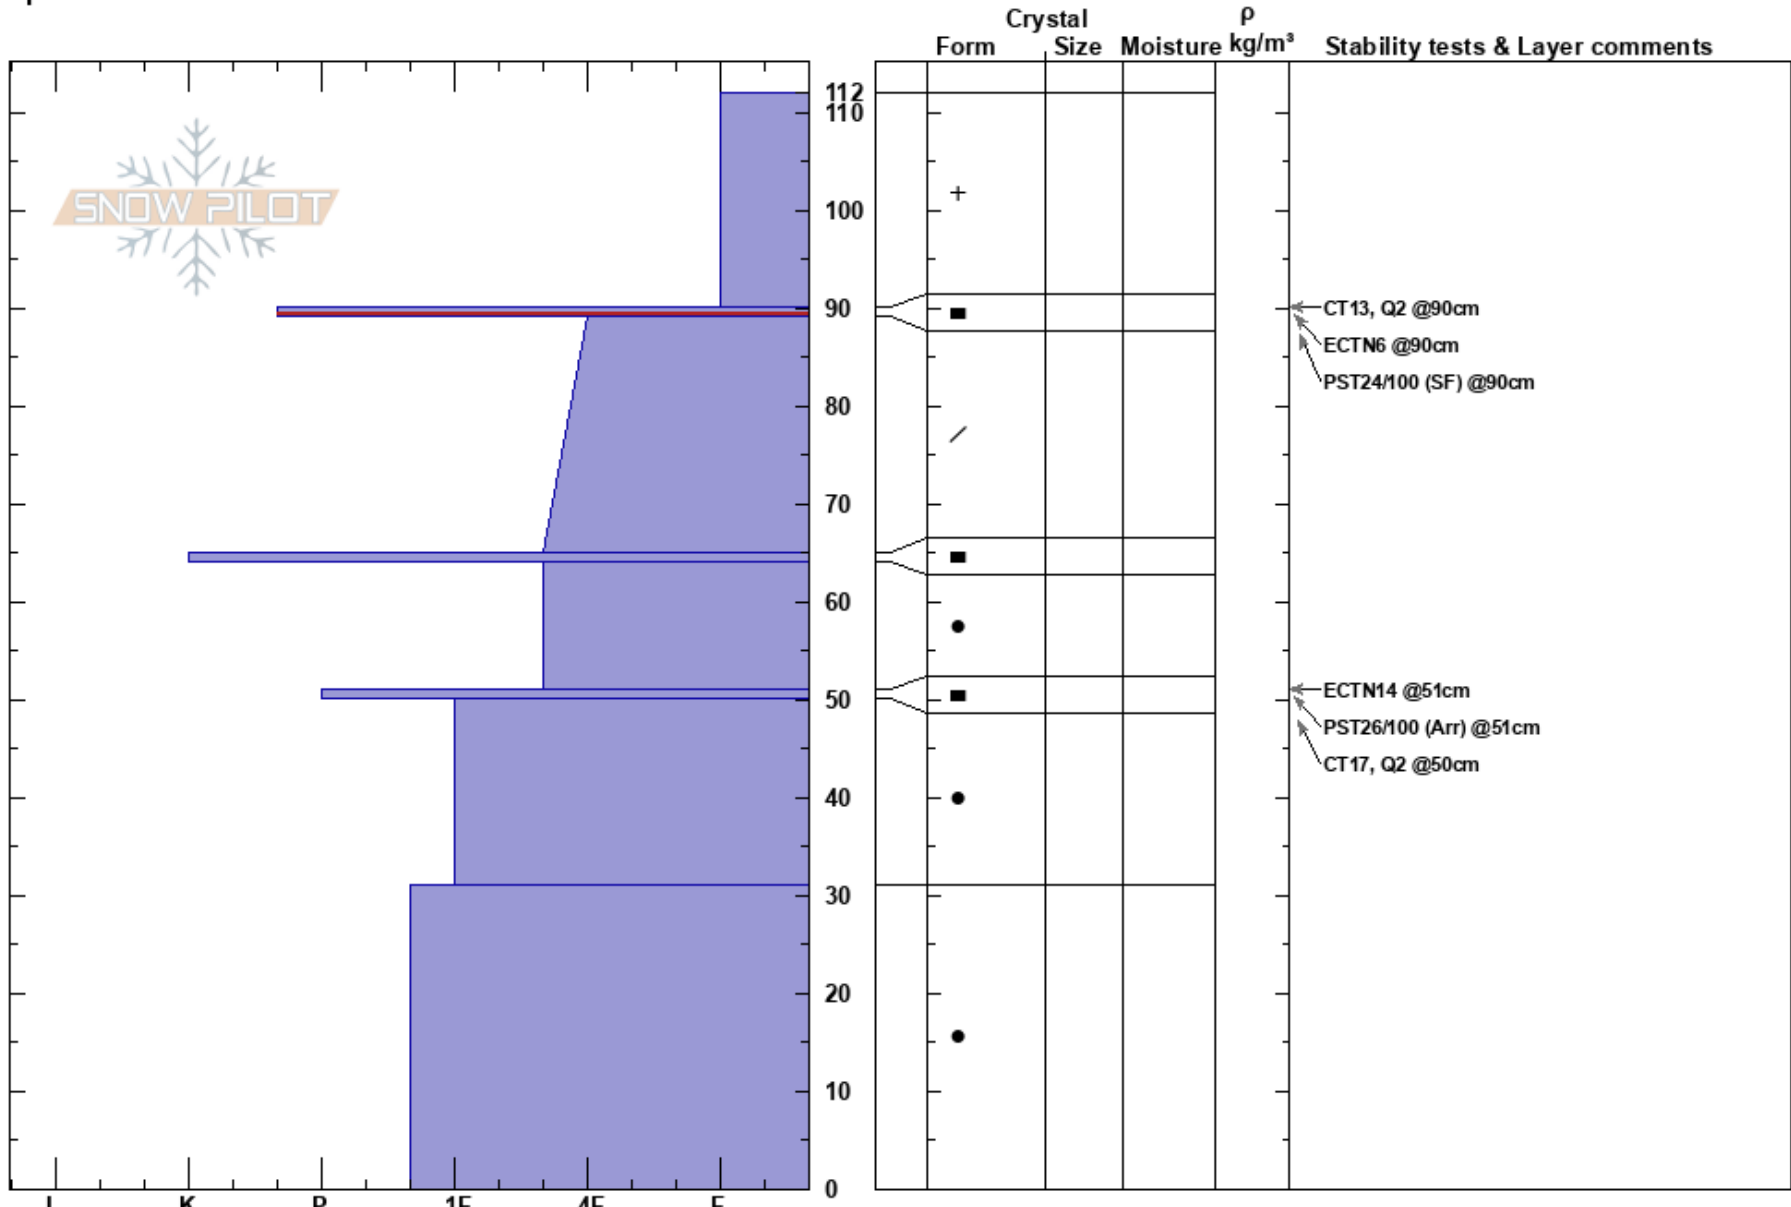 Crystal
ρ
Form Size Moisture kg/m³ Stability tests & Layer comments
112
110
SNOW PILOT
100
90
CT13, Q2 @90cm
ECTN6 @90cm
PST24/100 (SF) @90cm
80
70
60
50
ECTN14 @51cm
PST26/100 (Arr) @51cm
CT17, Q2 @50cm
40
30
20
10
0
I K P 1F 4F F